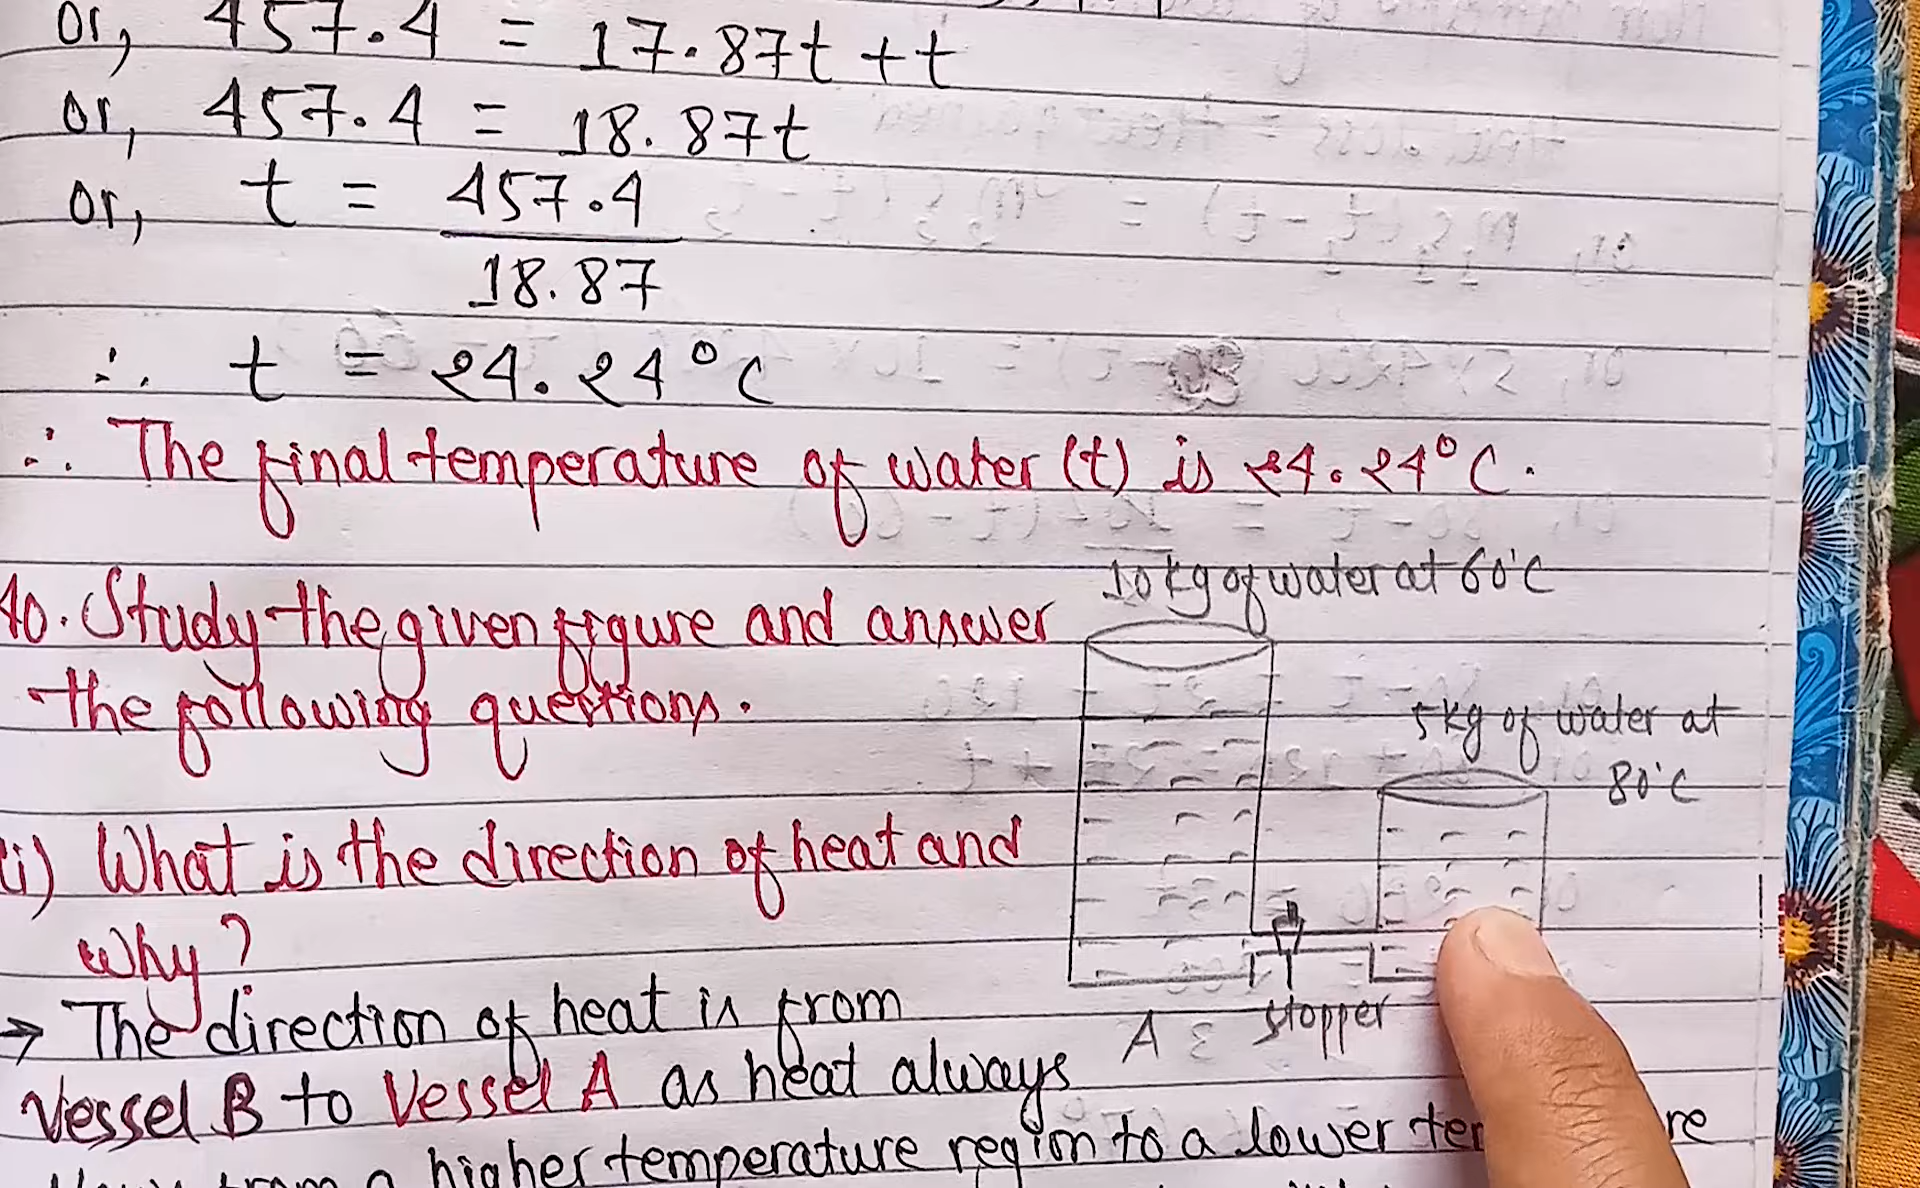 or, 457.4 = 17.87t + t
or, 457.4 = 18.87t
or, t = 457.4
18.87
∴ t = 24.24°C
∴ The final temperature of water (t) is 24.24°C.
10 kg of water at 60°C
40. Study the given figure and answer
the following questions.
5kg of water at
80°C
i) What is the direction of heat and
why?
stopper
A
→ The direction of heat is from
Vessel B to Vessel A as heat always
higher temperature region to a lower